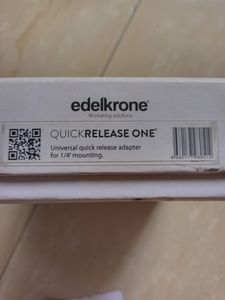 edelkrone®
filmmaking solutions
QUICKRELEASE ONE®
Universal quick release adapter
for 1/4' mounting.